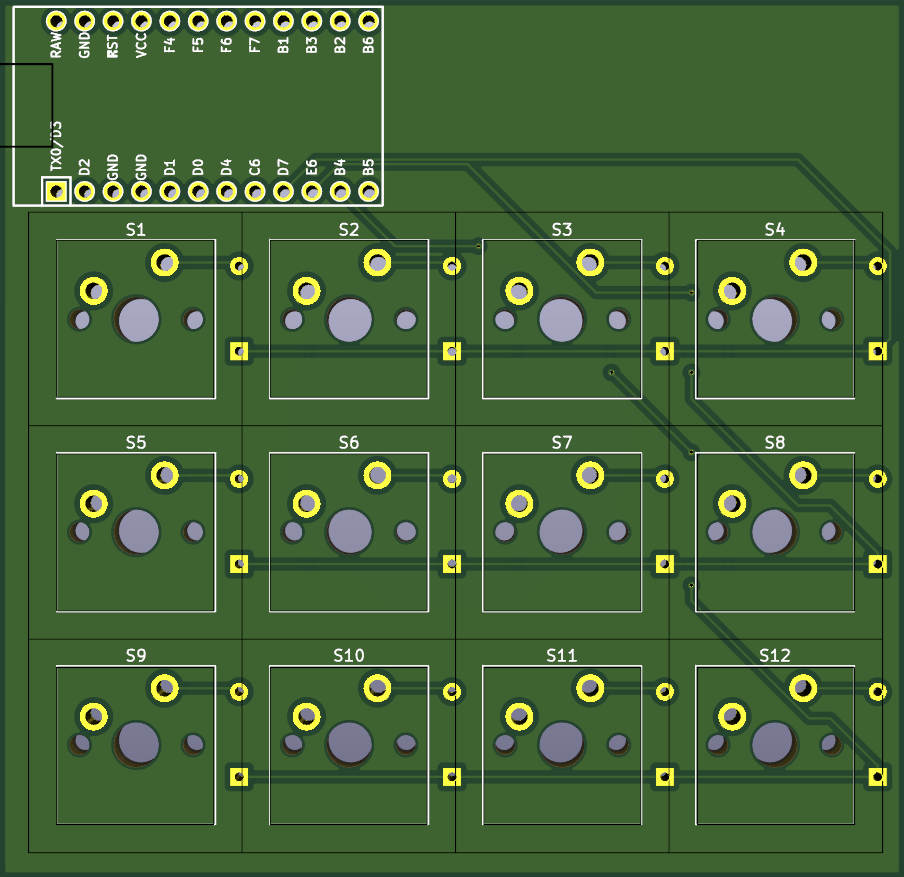 RAW GND RST VCC F4 F5 F6 F7 B1 B3 B2 B6
TX0/D3 D2 GND GND D1 D0 D4 C6 D7 E6 B4 B5
S1 S2 S3 S4
S5 S6 S7 S8
S9 S10 S11 S12